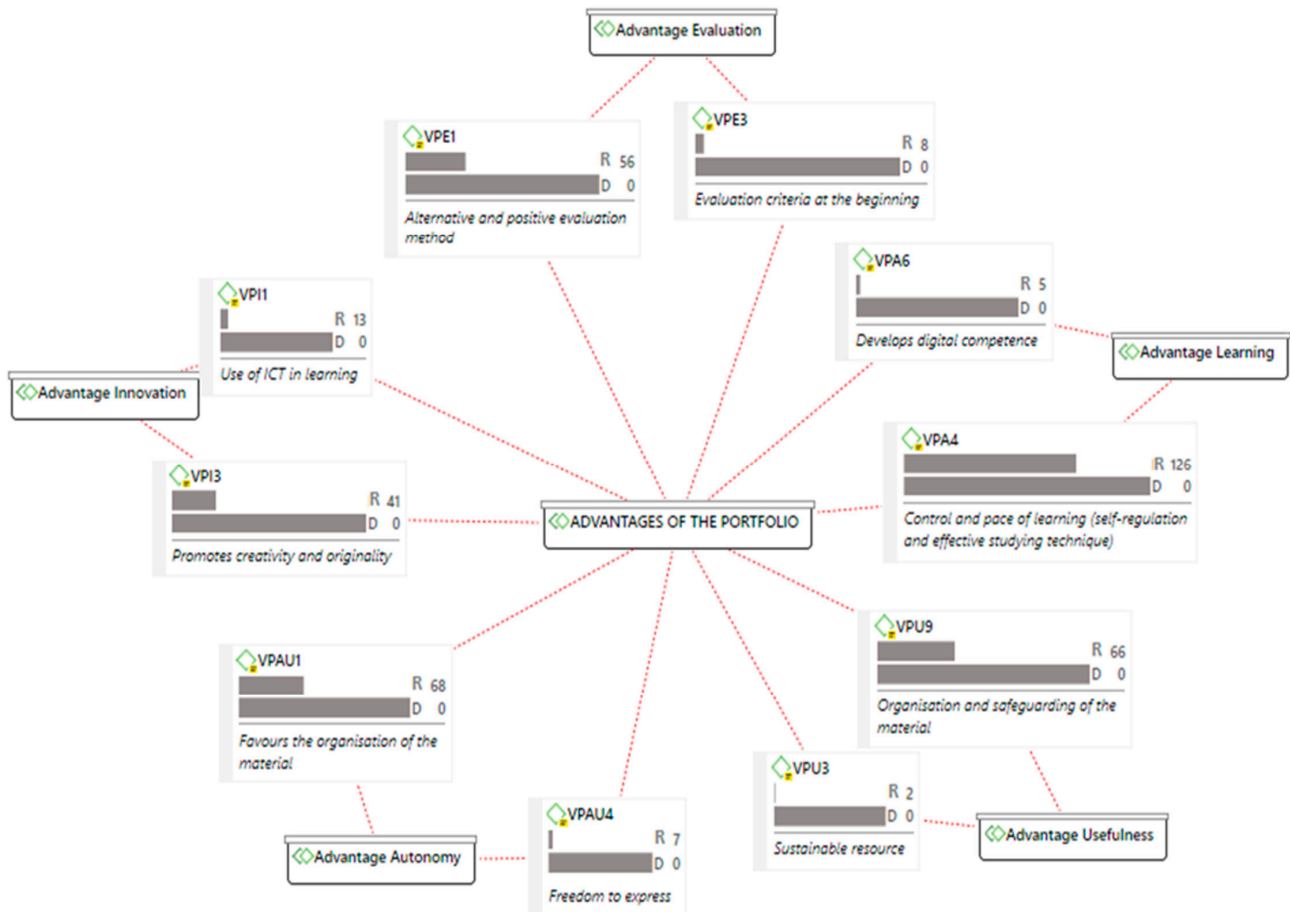 Advantage Evaluation
VPE1
R 56
D 0
Alternative and positive evaluation
method
VPE3
R 8
D 0
Evaluation criteria at the beginning
VPA6
R 5
D 0
Develops digital competence
VPI1
R 13
D 0
Use of ICT in learning
Advantage Learning
Advantage Innovation
VPA4
R 126
D 0
Control and pace of learning (self-regulation
and effective studying technique)
VPI3
R 41
D 0
Promotes creativity and originality
ADVANTAGES OF THE PORTFOLIO
VPU9
R 66
D 0
Organisation and safeguarding of the
material
VPAU1
R 68
D 0
Favours the organisation of the
material
VPU3
R 2
D 0
Sustainable resource
VPAU4
R 7
D 0
Freedom to express
Advantage Usefulness
Advantage Autonomy